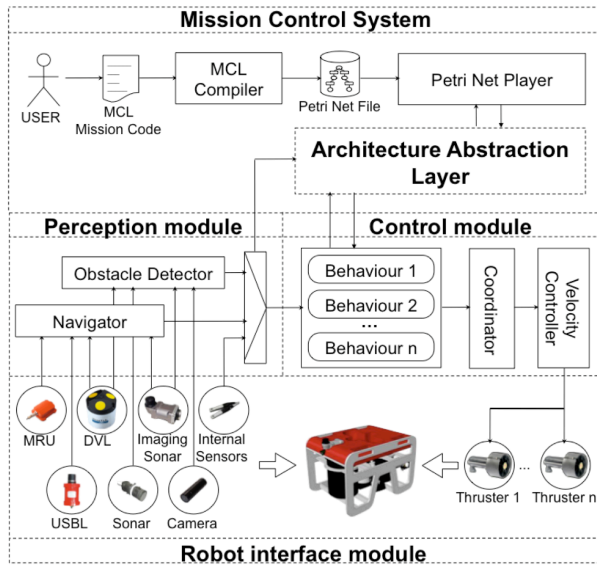 Mission Control System
USER
MCL
Mission Code
MCL
Compiler
Petri Net File
Petri Net Player
Architecture Abstraction
Layer
Perception module
Control module
Obstacle Detector
Navigator
Behaviour 1
Behaviour 2
...
Behaviour n
Coordinator
Velocity
Controller
MRU
DVL
Imaging
Sonar
Internal
Sensors
USBL
Sonar
Camera
Thruster 1
...
Thruster n
Robot interface module